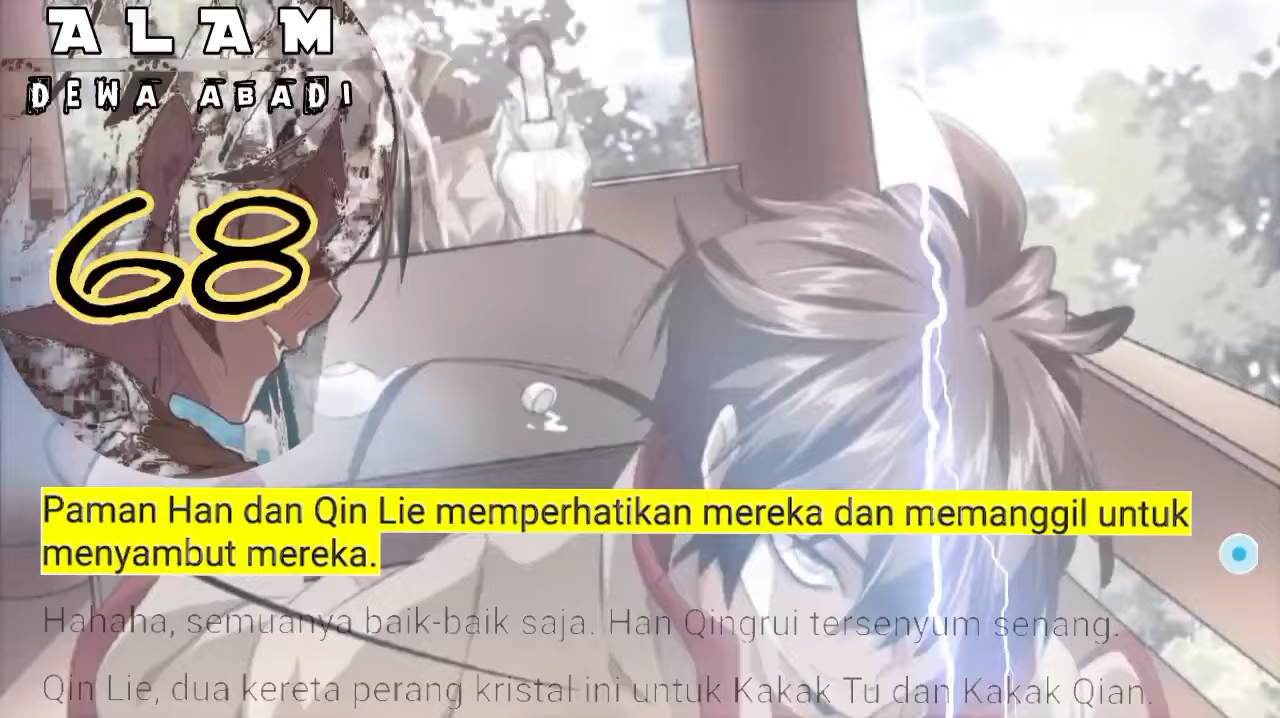 ALAM
DEWA ABADI
68
Paman Han dan Qin Lie memperhatikan mereka dan memanggil untuk
menyambut mereka.
Hahaha, semuanya baik-baik saja. Han Qingrui tersenyum senang.
Qin Lie, dua kereta perang kristal ini untuk Kakak Tu dan Kakak Qian.